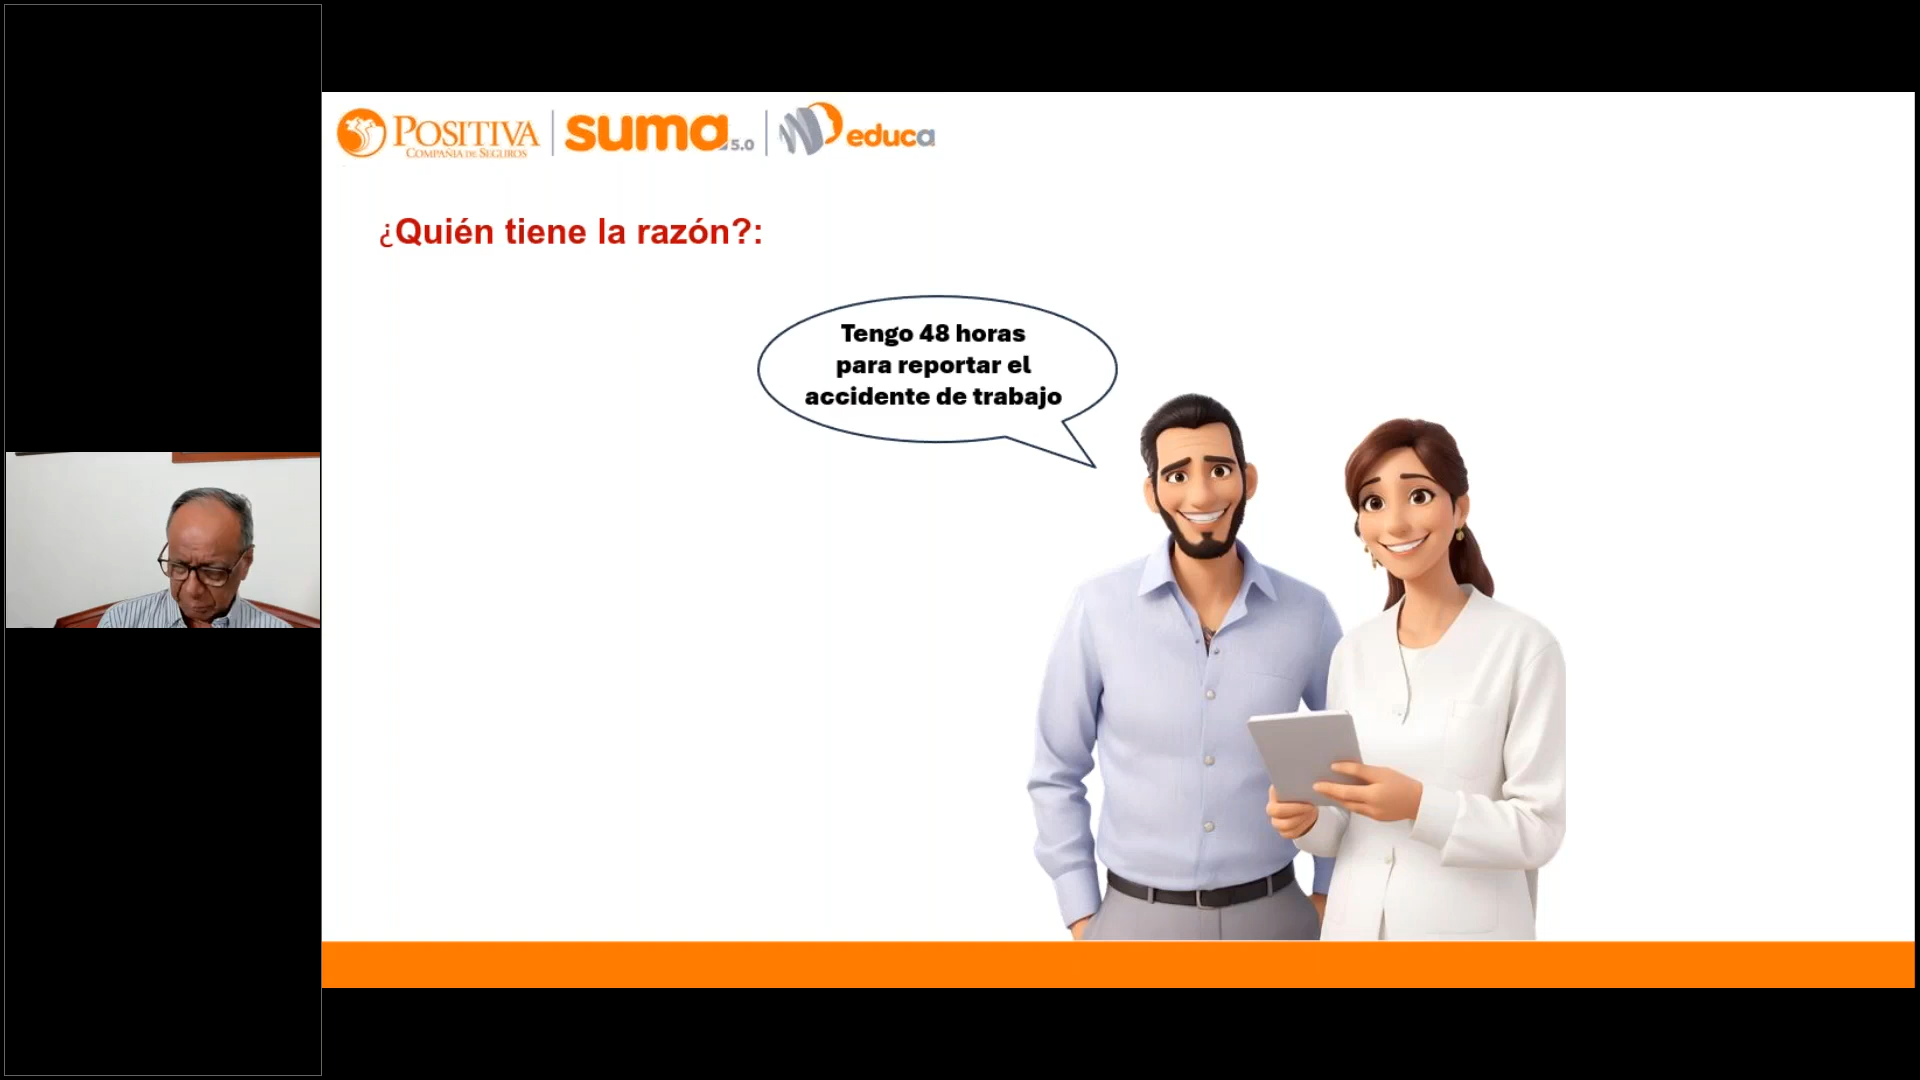 POSITIVA
COMPAÑIA DE SEGUROS
suma 5.0
educa
¿Quién tiene la razón?:
Tengo 48 horas
para reportar el
accidente de trabajo